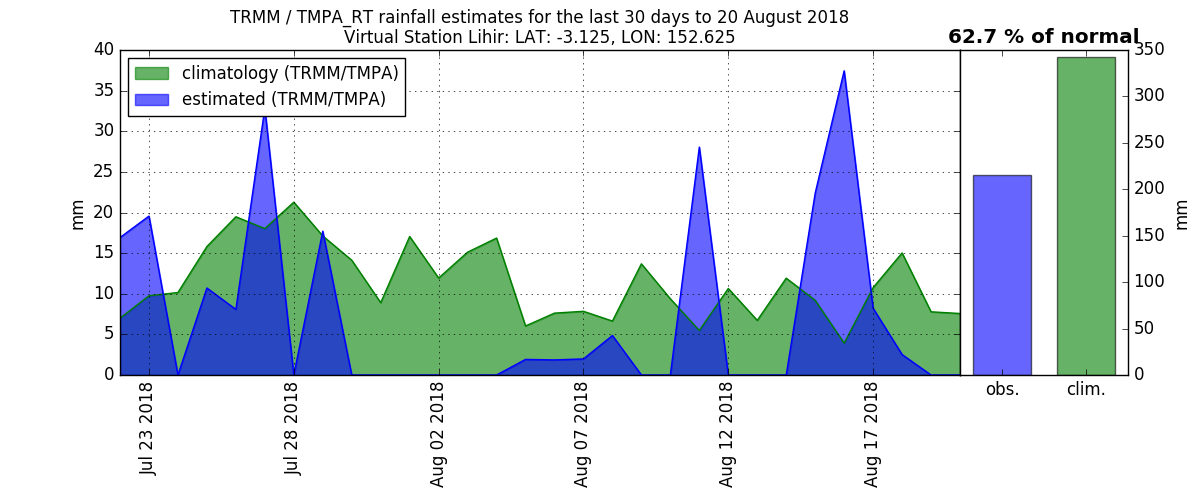 TRMM / TMPA_RT rainfall estimates for the last 30 days to 20 August 2018
Virtual Station Lihir: LAT: -3.125, LON: 152.625
62.7 % of normal
climatology (TRMM/TMPA)
estimated (TRMM/TMPA)
40
35
30
25
20
15
10
5
0
mm
Jul 23 2018
Jul 28 2018
Aug 02 2018
Aug 07 2018
Aug 12 2018
Aug 17 2018
350
300
250
200
150
100
50
0
mm
obs.
clim.